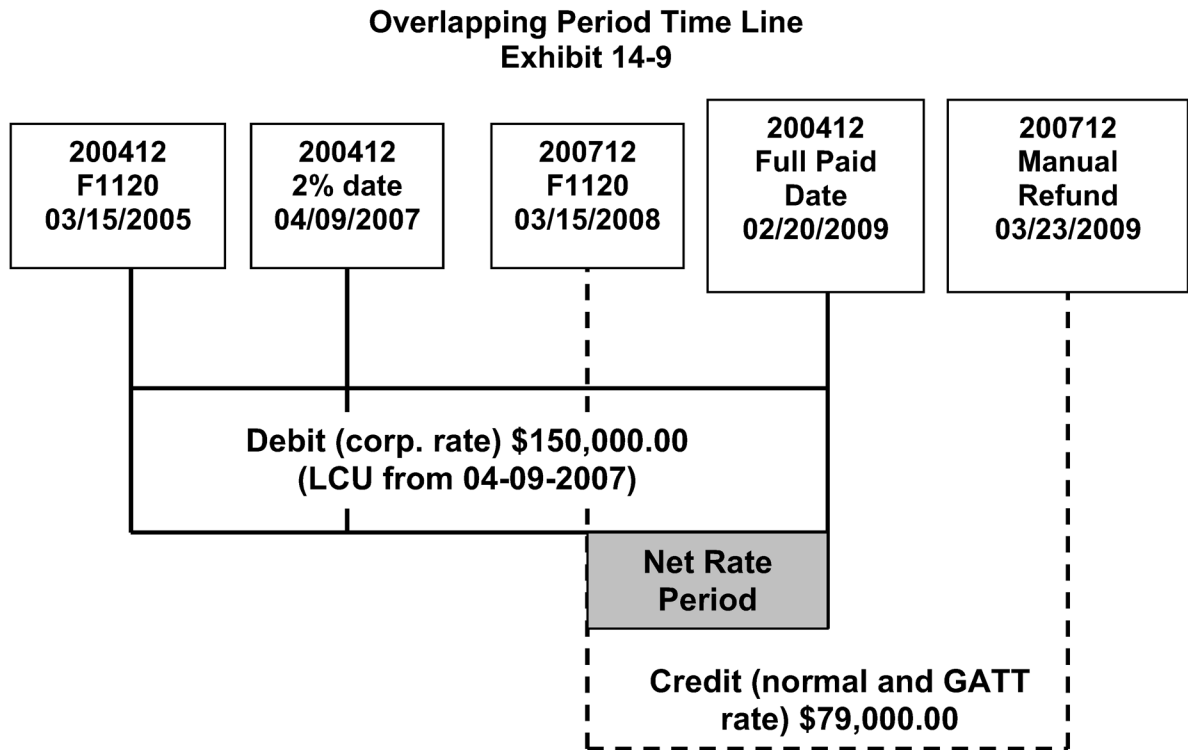 Overlapping Period Time Line
Exhibit 14-9
200412
F1120
03/15/2005
200412
2% date
04/09/2007
200712
F1120
03/15/2008
200412
Full Paid
Date
02/20/2009
200712
Manual
Refund
03/23/2009
Debit (corp. rate) $150,000.00
(LCU from 04-09-2007)
Net Rate
Period
Credit (normal and GATT
rate) $79,000.00